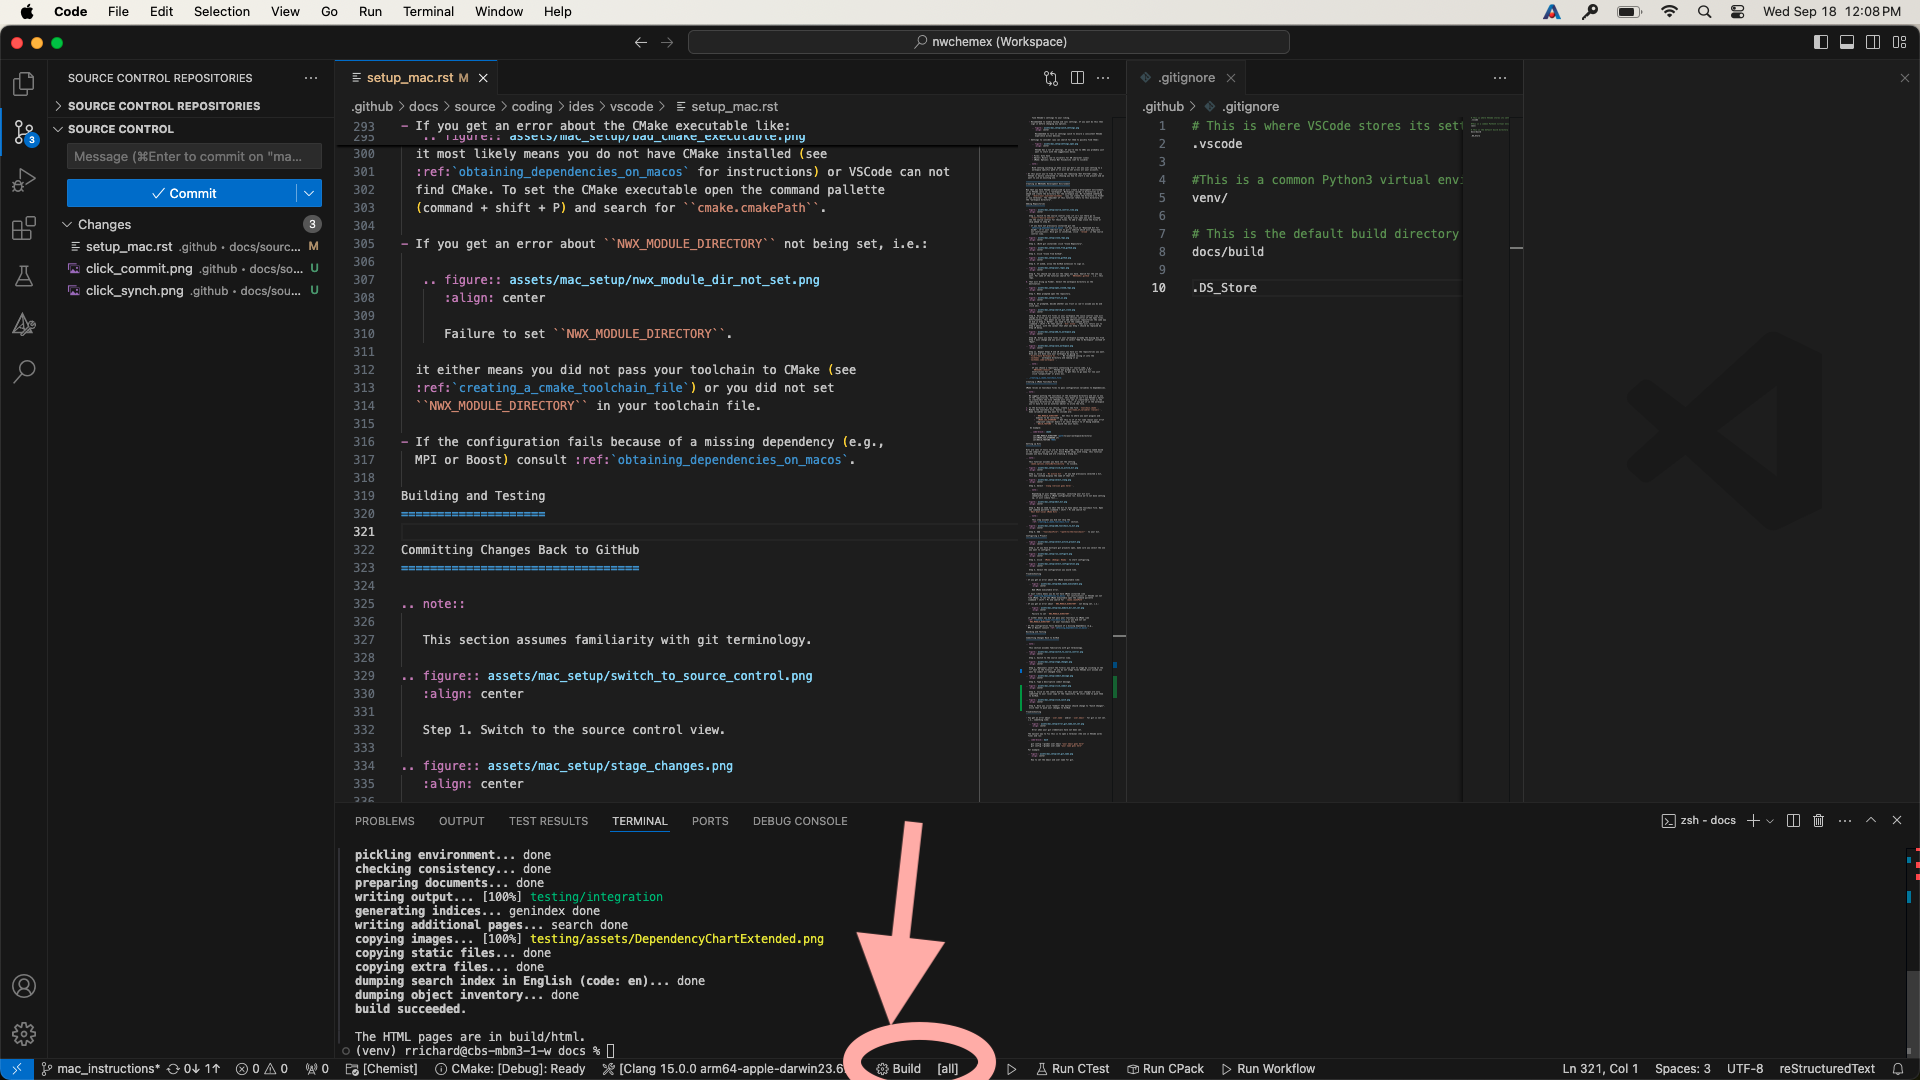 Code File Edit Selection View Go Run Terminal Window Help Wed Sep 18 12:08 PM
nwchemex (Workspace)
SOURCE CONTROL REPOSITORIES
SOURCE CONTROL REPOSITORIES
SOURCE CONTROL
Message (⌘Enter to commit on "ma...
Commit
Changes 3
setup_mac.rst .github • docs/sourc... M
click_commit.png .github • docs/so... U
click_synch.png .github • docs/sou... U
3
setup_mac.rst M
.github > docs > source > coding > ides > vscode > setup_mac.rst
293 - If you get an error about the CMake executable like:
295 .. figure:: assets/mac_setup/bad_cmake_executable.png
300 it most likely means you do not have CMake installed (see
301 :ref:`obtaining_dependencies_on_macos` for instructions) or VSCode can not
302 find CMake. To set the CMake executable open the command pallette
303 (command + shift + P) and search for ``cmake.cmakePath``.
304
305 - If you get an error about ``NWX_MODULE_DIRECTORY`` not being set, i.e.:
306
307 .. figure:: assets/mac_setup/nwx_module_dir_not_set.png
308 :align: center
309
310 Failure to set ``NWX_MODULE_DIRECTORY``.
311
312 it either means you did not pass your toolchain to CMake (see
313 :ref:`creating_a_cmake_toolchain_file`) or you did not set
314 ``NWX_MODULE_DIRECTORY`` in your toolchain file.
315
316 - If the configuration fails because of a missing dependency (e.g.,
317 MPI or Boost) consult :ref:`obtaining_dependencies_on_macos`.
318
319 Building and Testing
320 ====================
321
322 Committing Changes Back to GitHub
323 =================================
324
325 .. note::
326
327 This section assumes familiarity with git terminology.
328
329 .. figure:: assets/mac_setup/switch_to_source_control.png
330 :align: center
331
332 Step 1. Switch to the source control view.
333
334 .. figure:: assets/mac_setup/stage_changes.png
335 :align: center
336
.gitignore
.github > .gitignore
1 # This is where VSCode stores its sett
2 .vscode
3
4 #This is a common Python3 virtual envi
5 venv/
6
7 # This is the default build directory
8 docs/build
9
10 .DS_Store
PROBLEMS OUTPUT TEST RESULTS TERMINAL PORTS DEBUG CONSOLE
zsh - docs
pickling environment... done
checking consistency... done
preparing documents... done
writing output... [100%] testing/integration
generating indices... genindex done
writing additional pages... search done
copying images... [100%] testing/assets/DependencyChartExtended.png
copying static files... done
copying extra files... done
dumping search index in English (code: en)... done
dumping object inventory... done
build succeeded.
The HTML pages are in build/html.
(venv) rrichard@cbs-mbm3-1-w docs %
mac_instructions* 0↓ 1↑ 0 0 0 [Chemist] CMake: [Debug]: Ready [Clang 15.0.0 arm64-apple-darwin23.6 Build [all] Run CTest Run CPack Run Workflow Ln 321, Col 1 Spaces: 3 UTF-8 reStructuredText